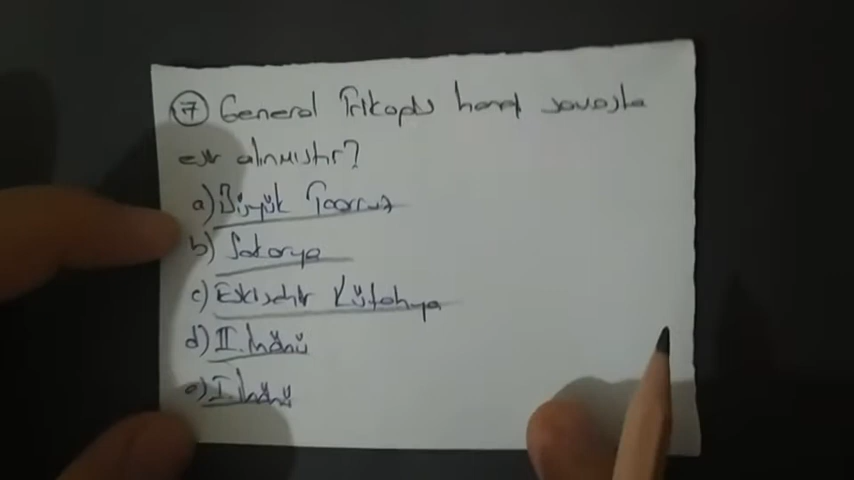 7 General Trikopis hangi savaşta
esir alınmıştır?
a) Büyük Taarruz
b) Sakarya
c) Eskişehir Kütahya
d) II. İnönü
e) I. İnönü